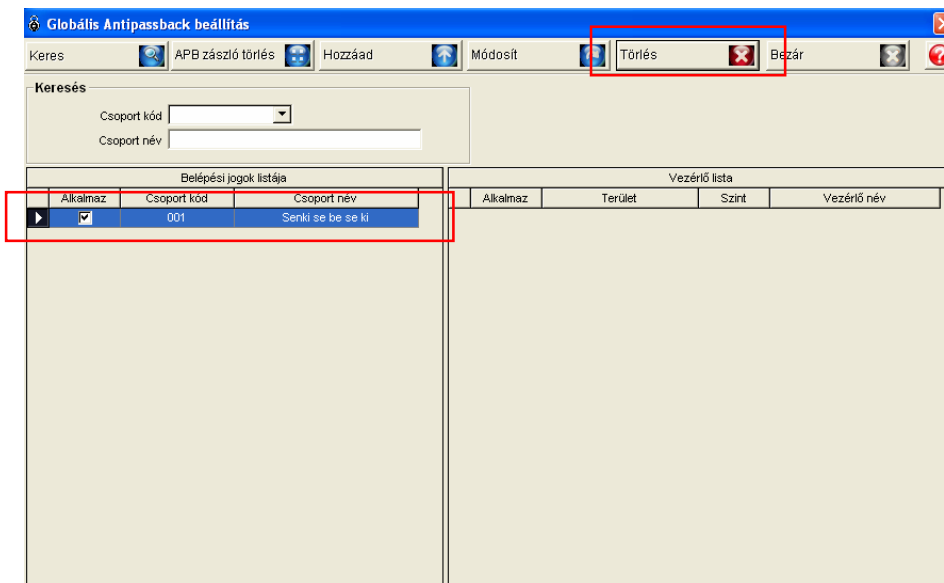 Globális Antipassback beállítás
Keres APB zászló törlés Hozzáad Módosít Törlés Bezár
Keresés
Csoport kód
Csoport név
Belépési jogok listája Vezérlő lista
Alkalmaz Csoport kód Csoport név Alkalmaz Terület Szint Vezérlő név
001 Senki se be se ki